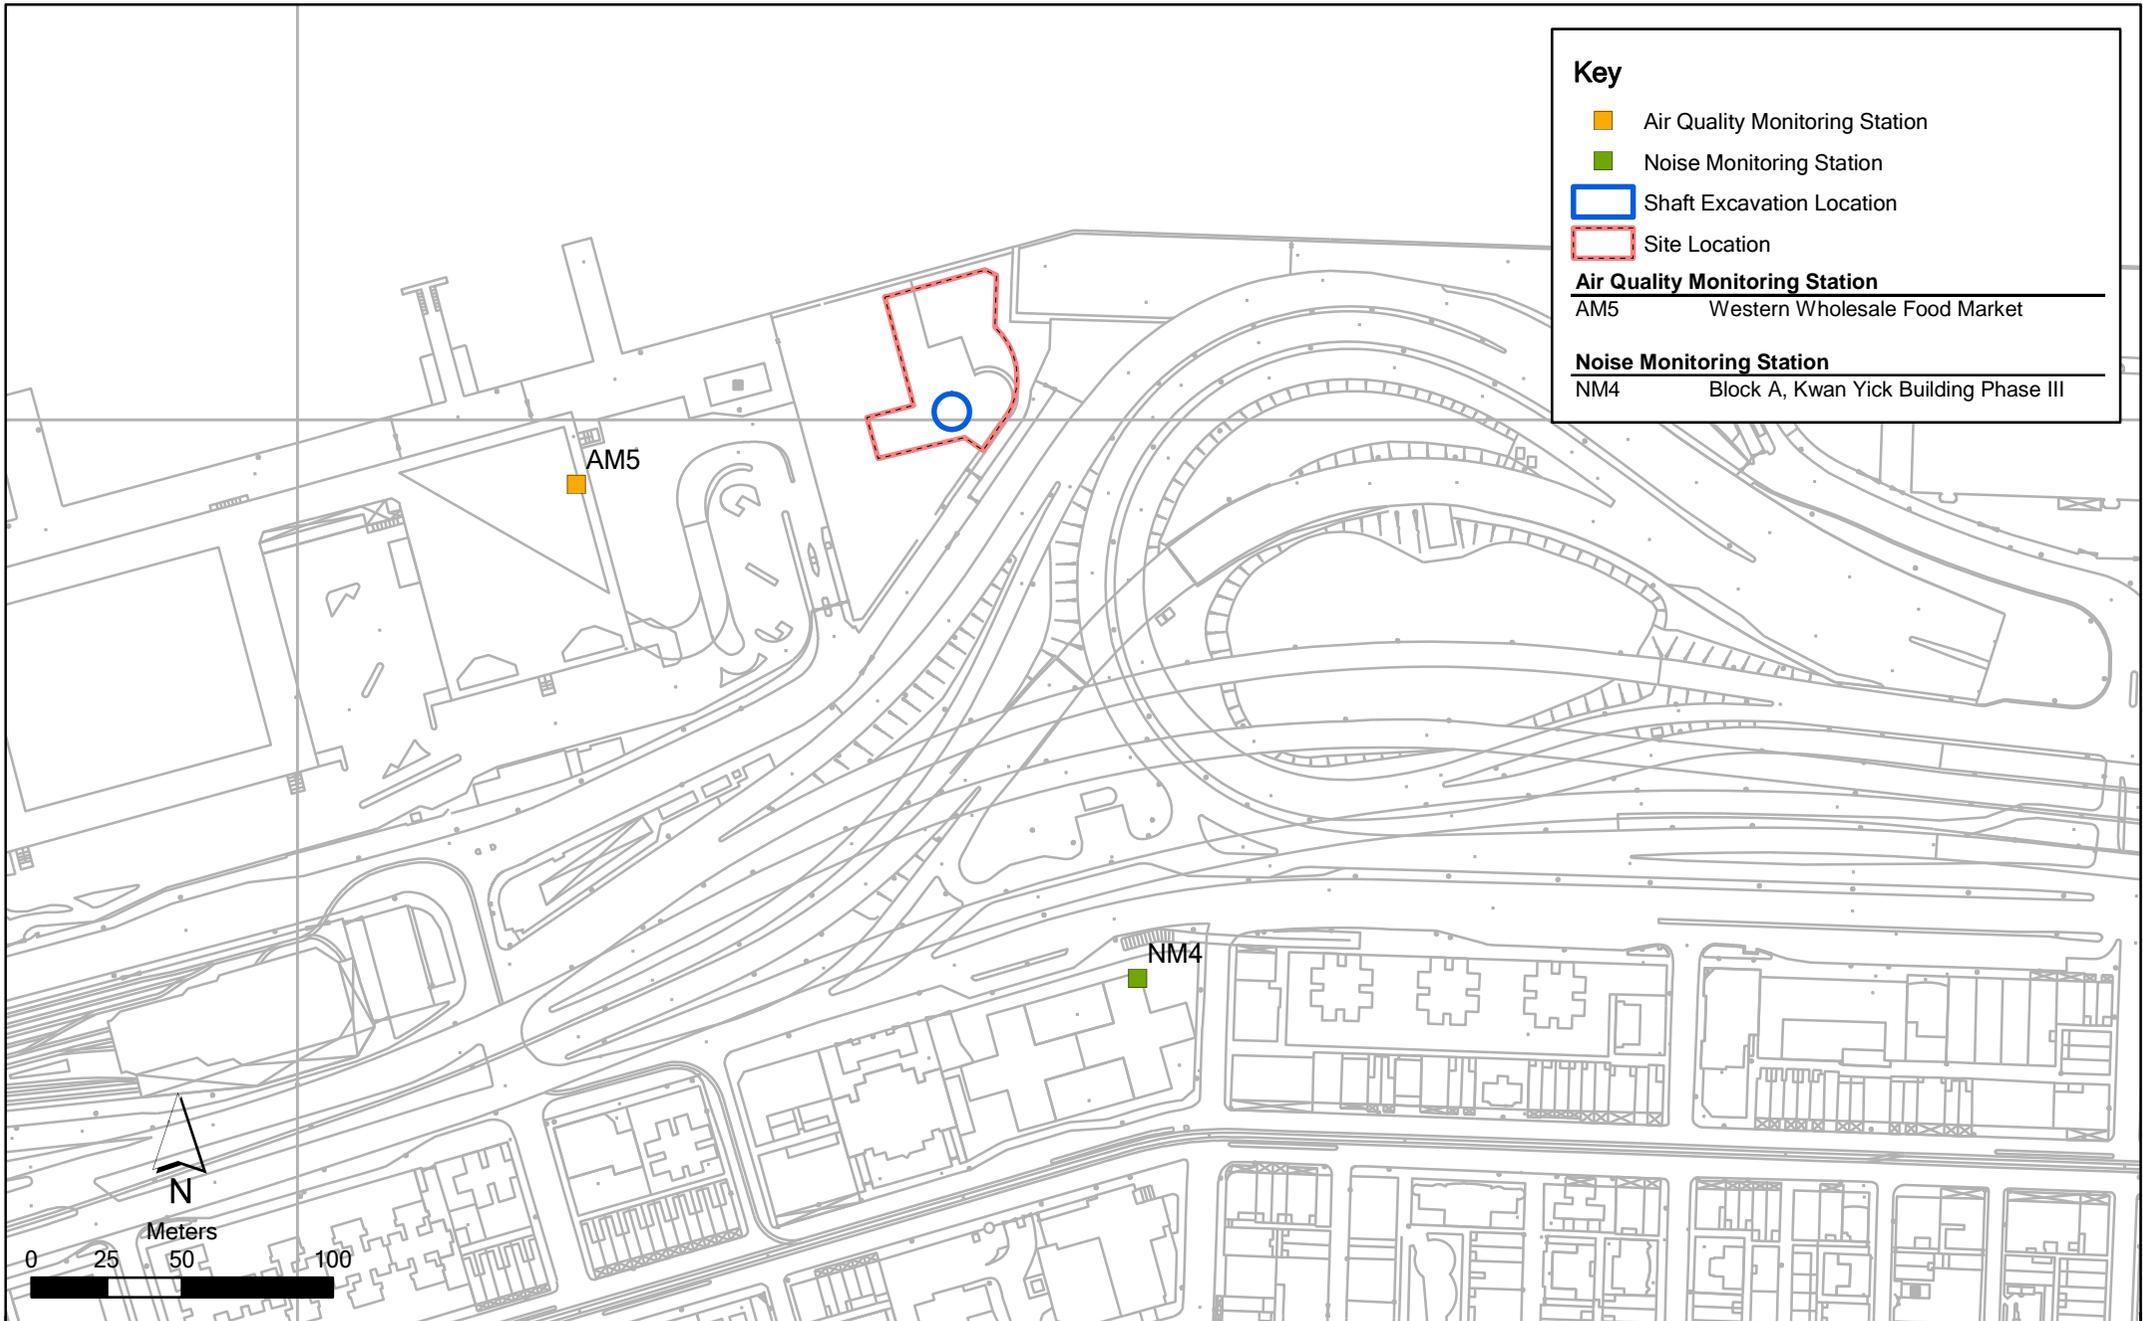 Key
Air Quality Monitoring Station
Noise Monitoring Station
Shaft Excavation Location
Site Location
Air Quality Monitoring Station
AM5 Western Wholesale Food Market
Noise Monitoring Station
NM4 Block A, Kwan Yick Building Phase III
AM5
NM4
N
Meters
0 25 50 100